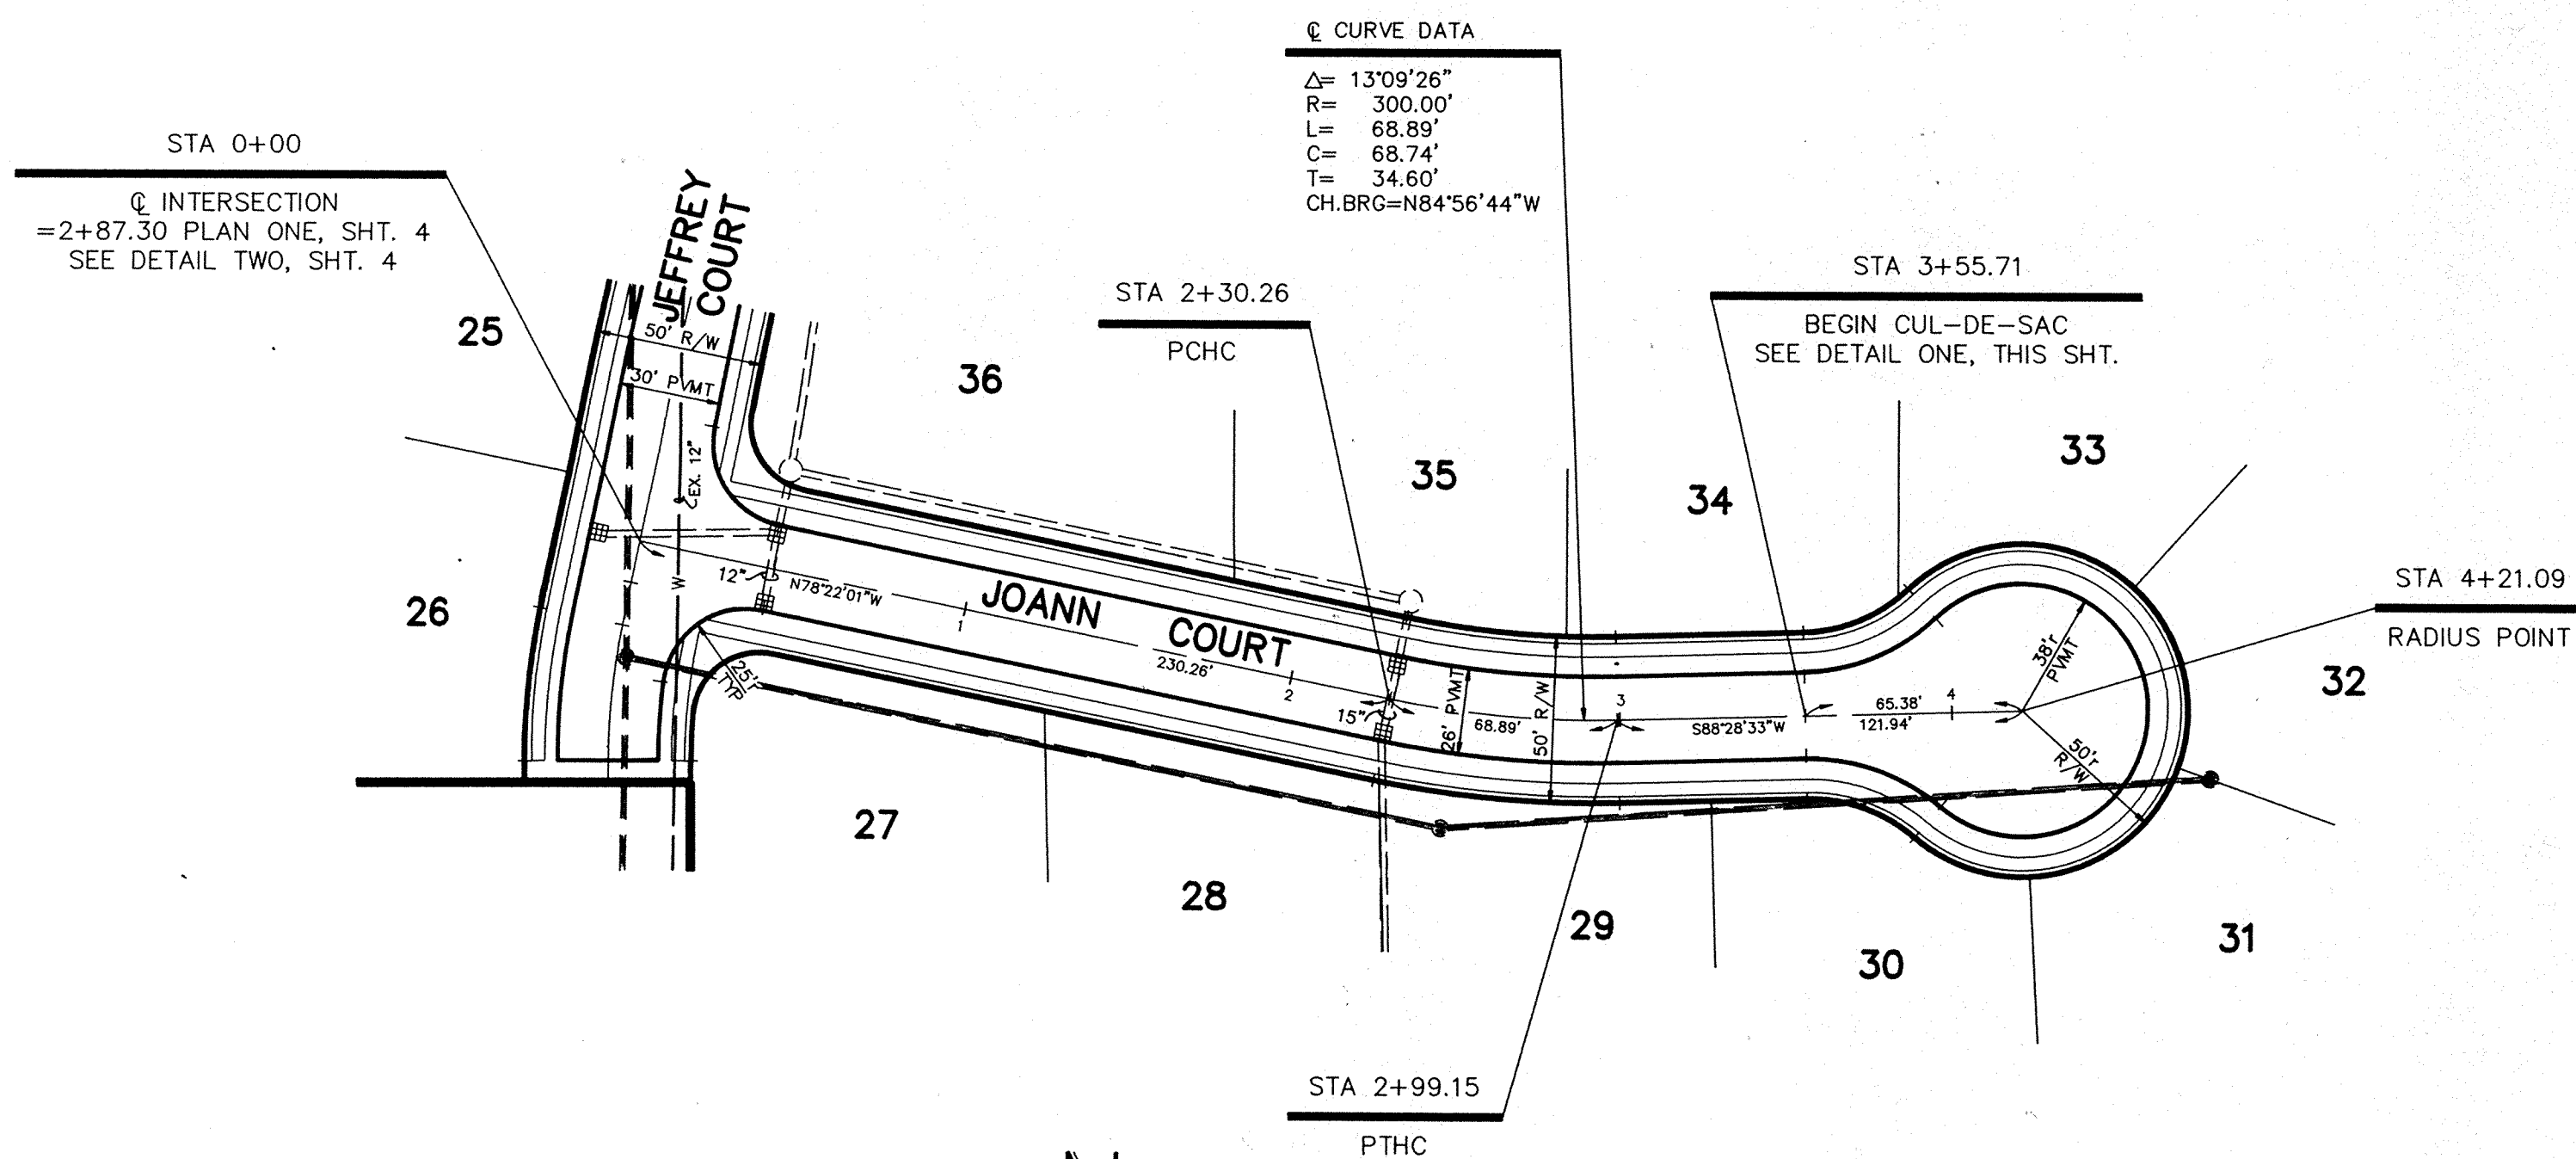 ℄ CURVE DATA
Δ= 13°09'26"
R= 300.00'
L= 68.89'
C= 68.74'
T= 34.60'
CH.BRG=N84°56'44"W
STA 0+00
℄ INTERSECTION
=2+87.30 PLAN ONE, SHT. 4
SEE DETAIL TWO, SHT. 4
JEFFREY
COURT
STA 2+30.26
PCHC
STA 3+55.71
BEGIN CUL-DE-SAC
SEE DETAIL ONE, THIS SHT.
25
50' R/W
30' PVMT
36
35
34
33
EX. 12"
W
12"
N78°22'01"W
1
JOANN COURT
230.26'
2
15"
26' PVMT
68.89'
50' R/W
3
S88°28'33"W
65.38'
121.94'
4
38'r
PVMT
50'r
R/W
STA 4+21.09
RADIUS POINT
32
26
25'r
TYP
27
28
29
30
31
STA 2+99.15
PTHC